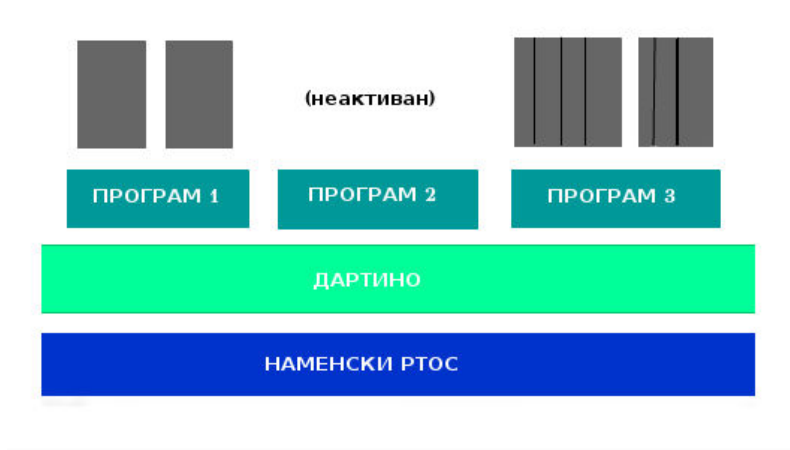 (неактиван)
ПРОГРАМ 1
ПРОГРАМ 2
ПРОГРАМ 3
ДАРТИНО
НАМЕНСКИ РТОС